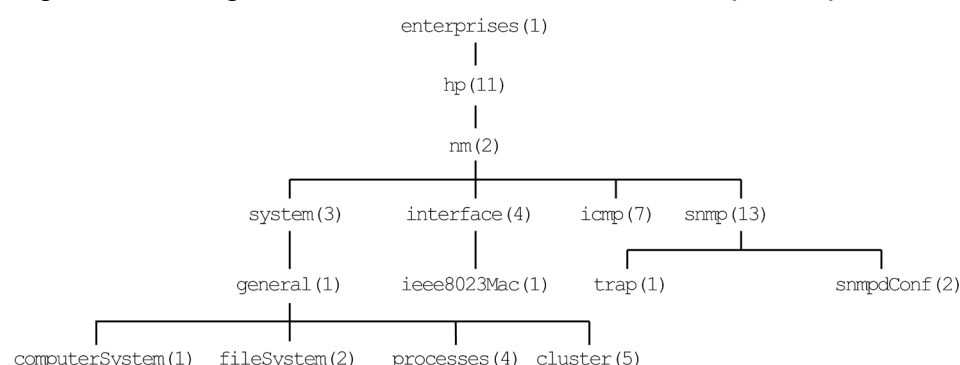 enterprises(1)
hp(11)
nm(2)
system(3) interface(4) icmp(7) snmp(13)
general(1) ieee8023Mac(1) trap(1) snmpdConf(2)
computerSystem(1) fileSystem(2) processes(4) cluster(5)